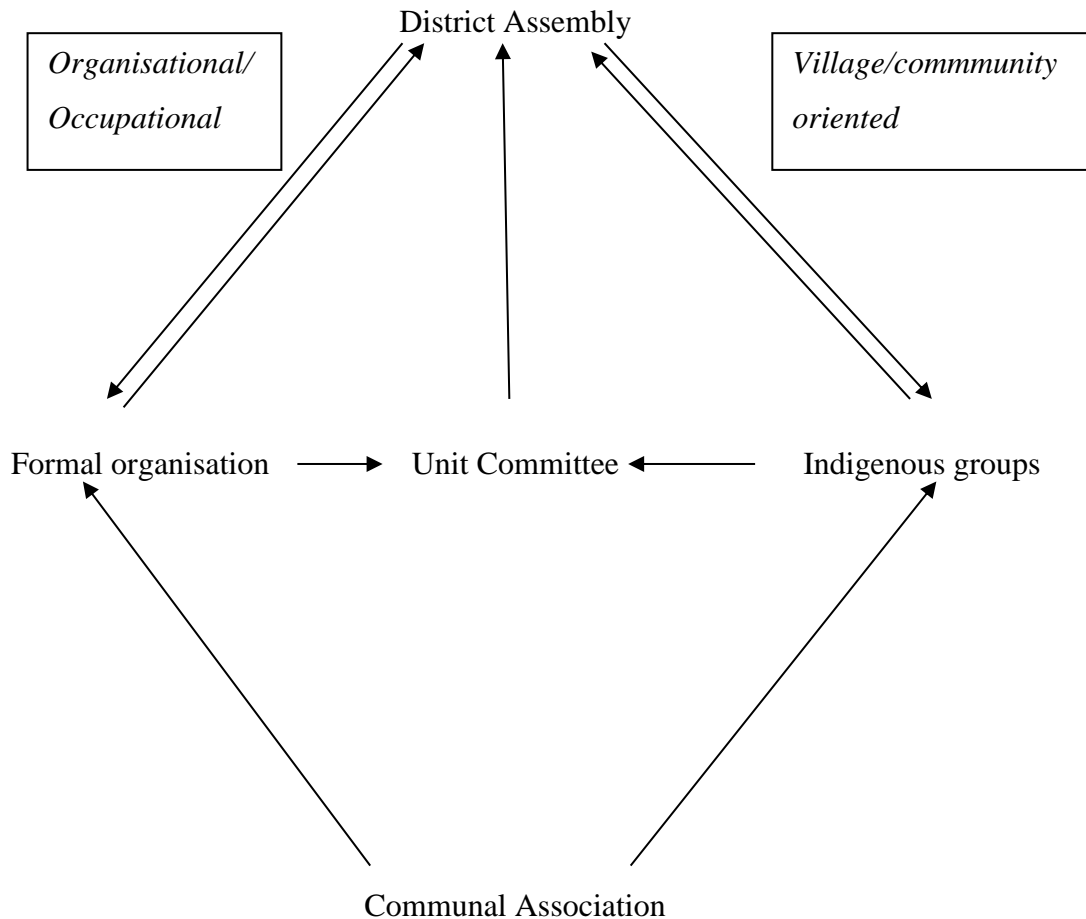 District Assembly
Organisational/
Occupational
Village/commmunity
oriented
Formal organisation
Unit Committee
Indigenous groups
Communal Association